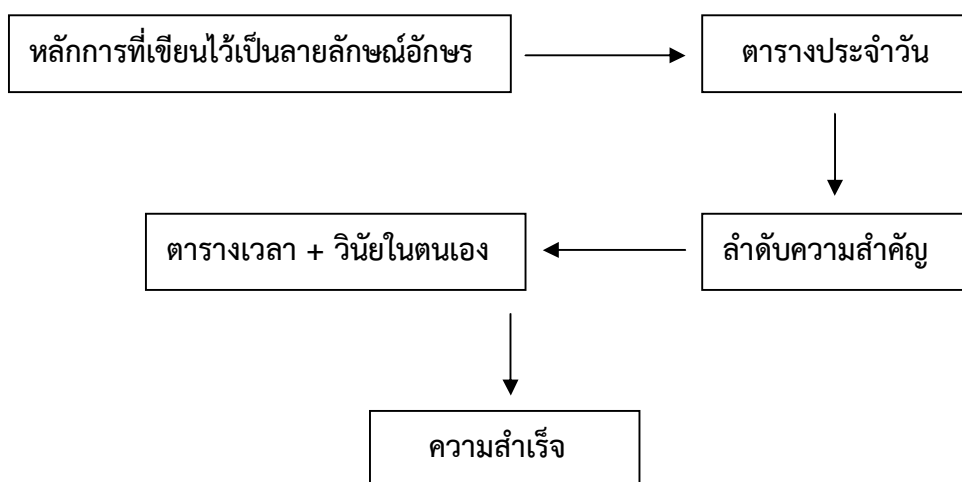 หลักการที่เขียนไว้เป็นลายลักษณ์อักษร
ตารางประจำวัน
ลำดับความสำคัญ
ตารางเวลา + วินัยในตนเอง
ความสำเร็จ